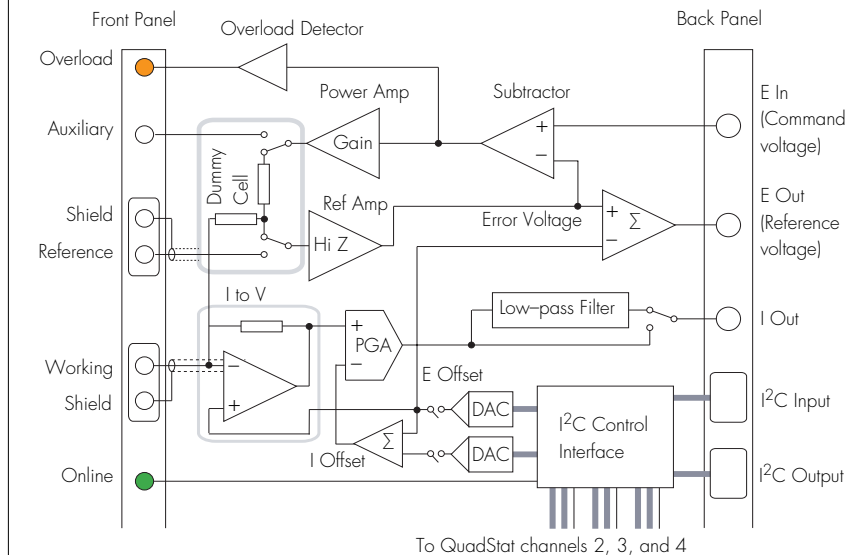 Front Panel
Back Panel
Overload Detector
Overload
Power Amp
Subtractor
E In
(Command
voltage)
Auxiliary
Gain
+
−
Dummy
Cell
Ref Amp
E Out
(Reference
voltage)
Shield
Error Voltage
+
Σ
−
Reference
Hi Z
I to V
Low–pass Filter
I Out
+
PGA
−
Working
−
E Offset
Shield
+
DAC
I²C Control
Interface
I²C Input
Σ
DAC
I Offset
Online
I²C Output
To QuadStat channels 2, 3, and 4